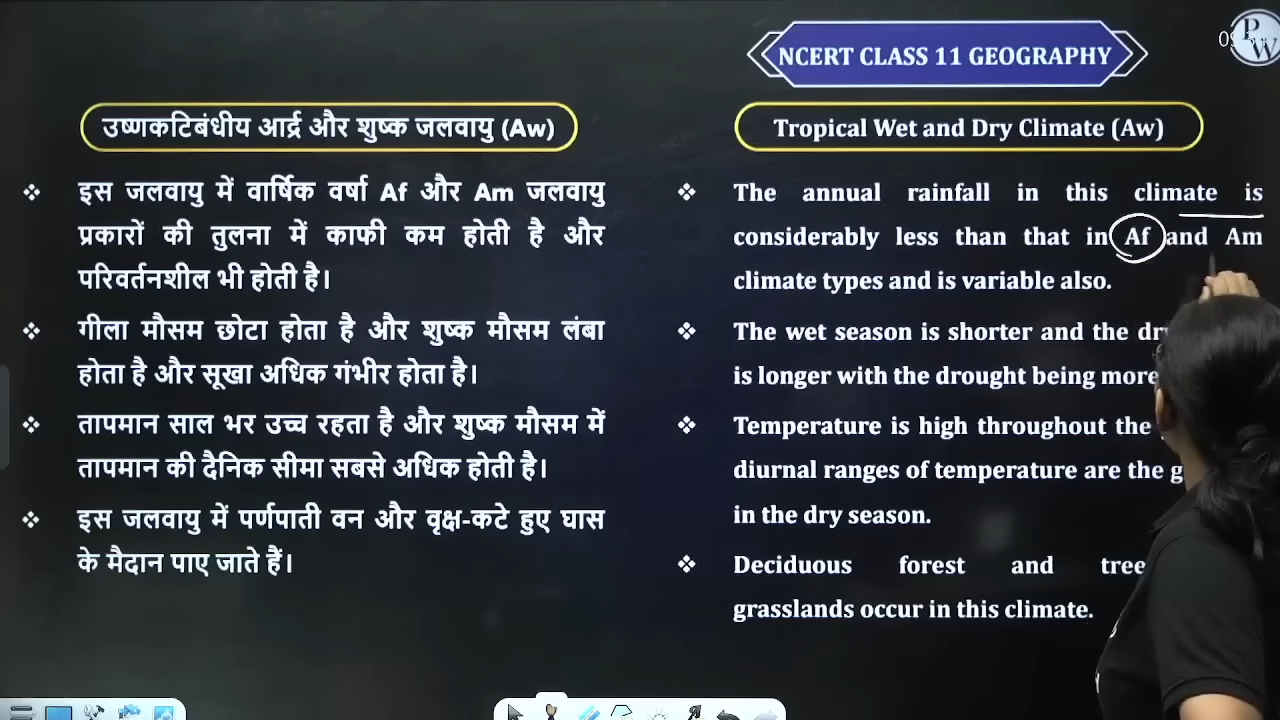 NCERT CLASS 11 GEOGRAPHY
PW
उष्णकटिबंधीय आर्द्र और शुष्क जलवायु (Aw)
इस जलवायु में वार्षिक वर्षा Af और Am जलवायु
प्रकारों की तुलना में काफी कम होती है और
परिवर्तनशील भी होती है।
गीला मौसम छोटा होता है और शुष्क मौसम लंबा
होता है और सूखा अधिक गंभीर होता है।
तापमान साल भर उच्च रहता है और शुष्क मौसम में
तापमान की दैनिक सीमा सबसे अधिक होती है।
इस जलवायु में पर्णपाती वन और वृक्ष-कटे हुए घास
के मैदान पाए जाते हैं।
Tropical Wet and Dry Climate (Aw)
The annual rainfall in this climate is
considerably less than that in Af and Am
climate types and is variable also.
The wet season is shorter and the
is longer with the drought being more
Temperature is high throughout the
diurnal ranges of temperature are the
in the dry season.
Deciduous forest and tree
grasslands occur in this climate.